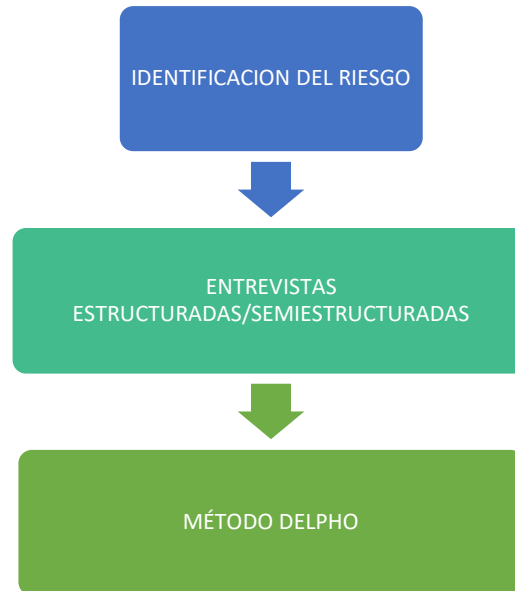 IDENTIFICACION DEL RIESGO
ENTREVISTAS
ESTRUCTURADAS/SEMIESTRUCTURADAS
MÉTODO DELPHO